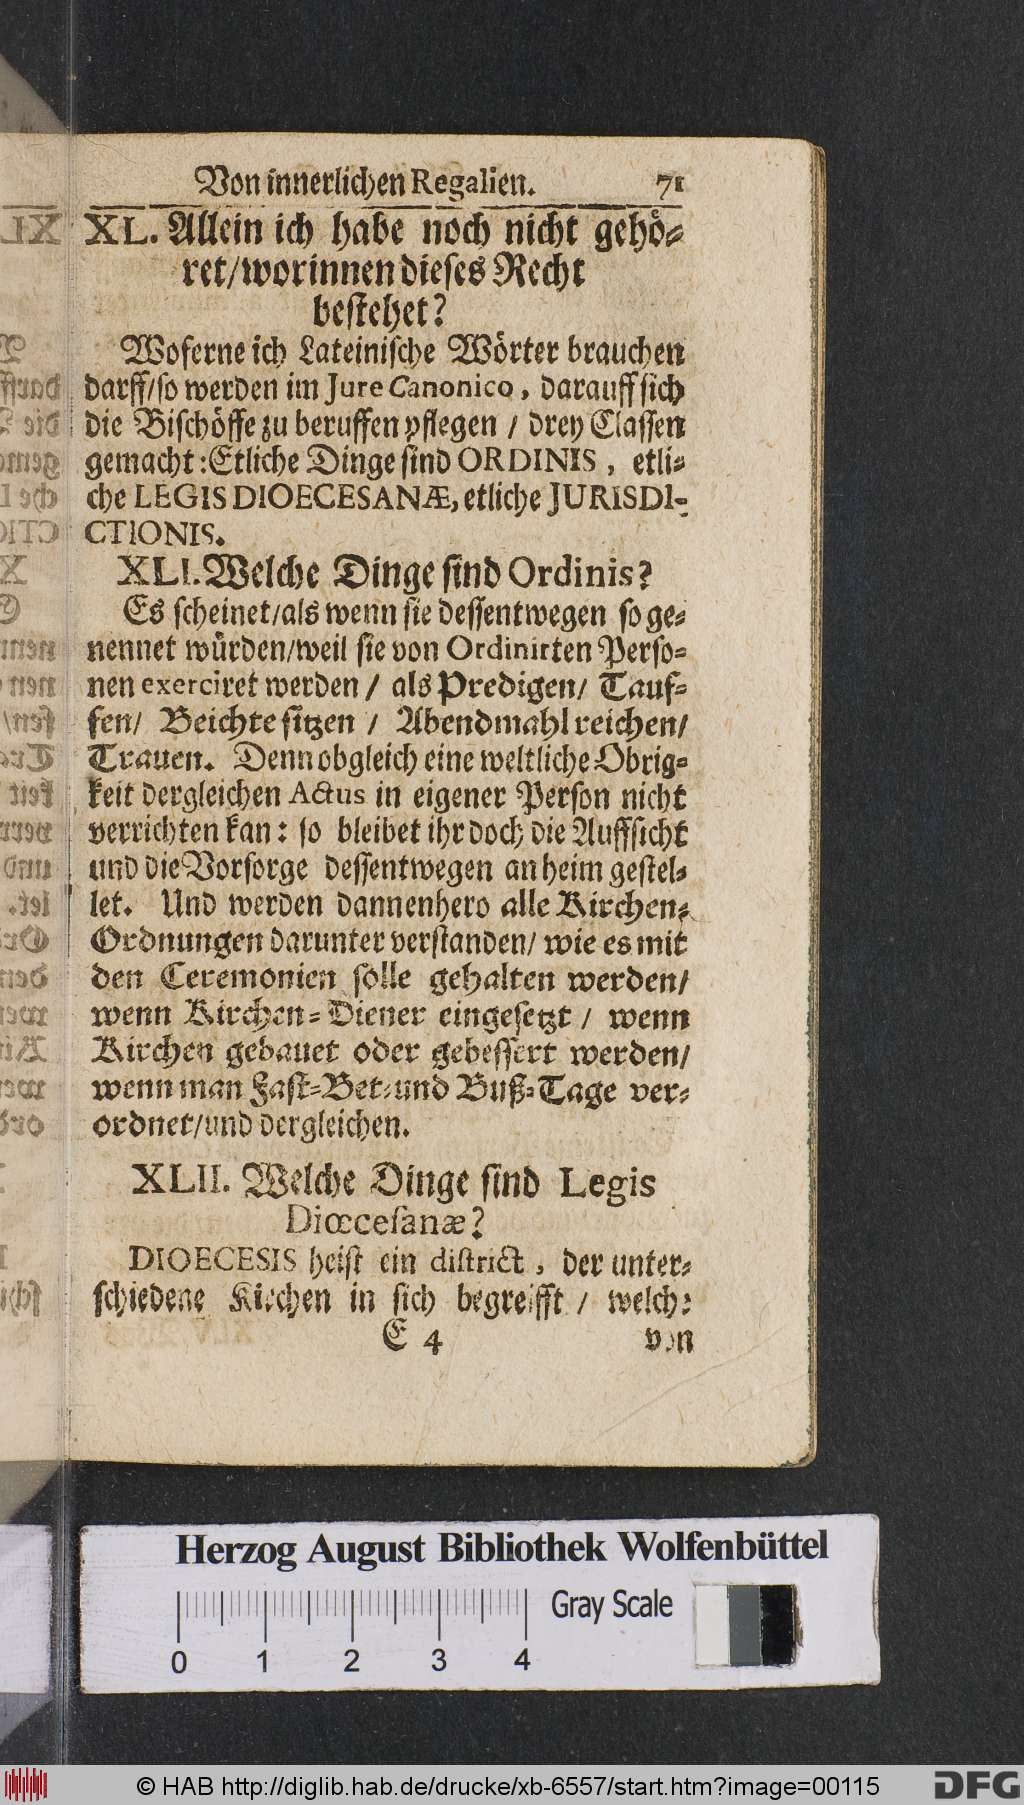 Von innerlichen Regalien. 71
XL. Allein ich habe noch nicht gehö-
ret/worinnen dieses Recht
bestehet?
Woferne ich Lateinische Wörter brauchen
darff/so werden im Jure Canonico, darauff sich
die Bischöffe zu beruffen pflegen / drey Classen
gemacht: Etliche Dinge sind ORDINIS, etli-
che LEGIS DIOECESANÆ, etliche JURISDI-
CTIONIS.
XLI. Welche Dinge sind Ordinis?
Es scheinet/als wenn sie dessentwegen so ge-
nennet würden/weil sie von Ordinirten Perso-
nen exerciret werden / als Predigen/ Tauf-
fen/ Beichte sitzen / Abendmahl reichen/
Trauen. Denn obgleich eine weltliche Obrig-
keit dergleichen Actus in eigener Person nicht
verrichten kan: so bleibet ihr doch die Auffsicht
und die Vorsorge dessentwegen anheim gestel-
let. Und werden dannenhero alle Kirchen-
Ordnungen darunter verstanden/ wie es mit
den Ceremonien solle gehalten werden/
wenn Kirchen-Diener eingesetzt / wenn
Kirchen gebauet oder gebessert werden/
wenn man Fast-Bet-und Buß-Tage ver-
ordnet/und dergleichen.
XLII. Welche Dinge sind Legis
Diœcesanæ?
DIOECESIS heist ein district, der unter-
schiedene Kirchen in sich begreifft / welche
E 4 von
Herzog August Bibliothek Wolfenbüttel
Gray Scale
0 1 2 3 4
© HAB http://diglib.hab.de/drucke/xb-6557/start.htm?image=00115 DFG